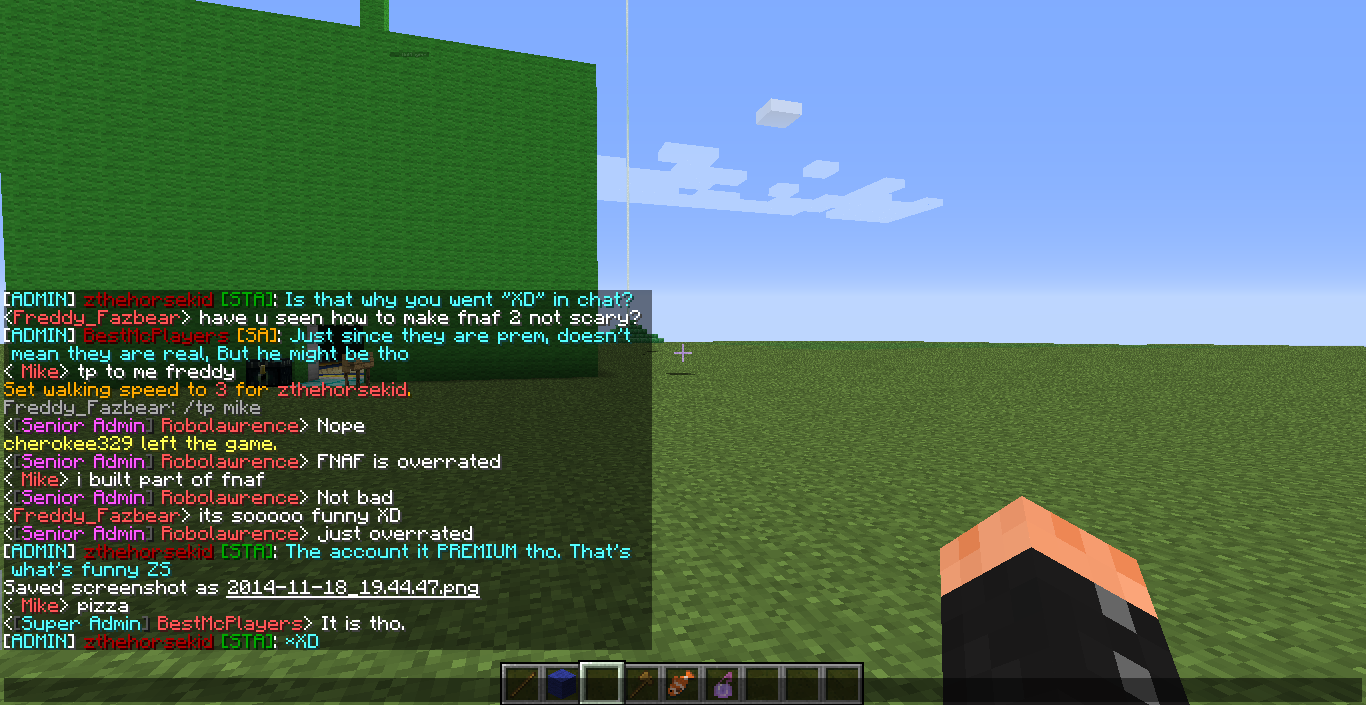 [ADMIN] zthehorsekid [STA]: Is that why you went "XD" in chat?
<Freddy_Fazbear> have u seen how to make fnaf 2 not scary?
[ADMIN] BestMcPlayers [SA]: Just since they are prem, doesn't
mean they are real, But he might be tho
< Mike> tp to me freddy
Set walking speed to 3 for zthehorsekid.
Freddy_Fazbear: /tp mike
<[Senior Admin] Robolawrence> Nope
cherokee329 left the game.
<[Senior Admin] Robolawrence> FNAF is overrated
< Mike> i built part of fnaf
<[Senior Admin] Robolawrence> Not bad
<Freddy_Fazbear> its sooooo funny XD
<[Senior Admin] Robolawrence> Just overrated
[ADMIN] zthehorsekid [STA]: The account it PREMIUM tho. That's
what's funny ZS
Saved screenshot as 2014-11-18_19.44.47.png
< Mike> pizza
<[Super Admin] BestMcPlayers> It is tho.
[ADMIN] zthehorsekid [STA]: *XD